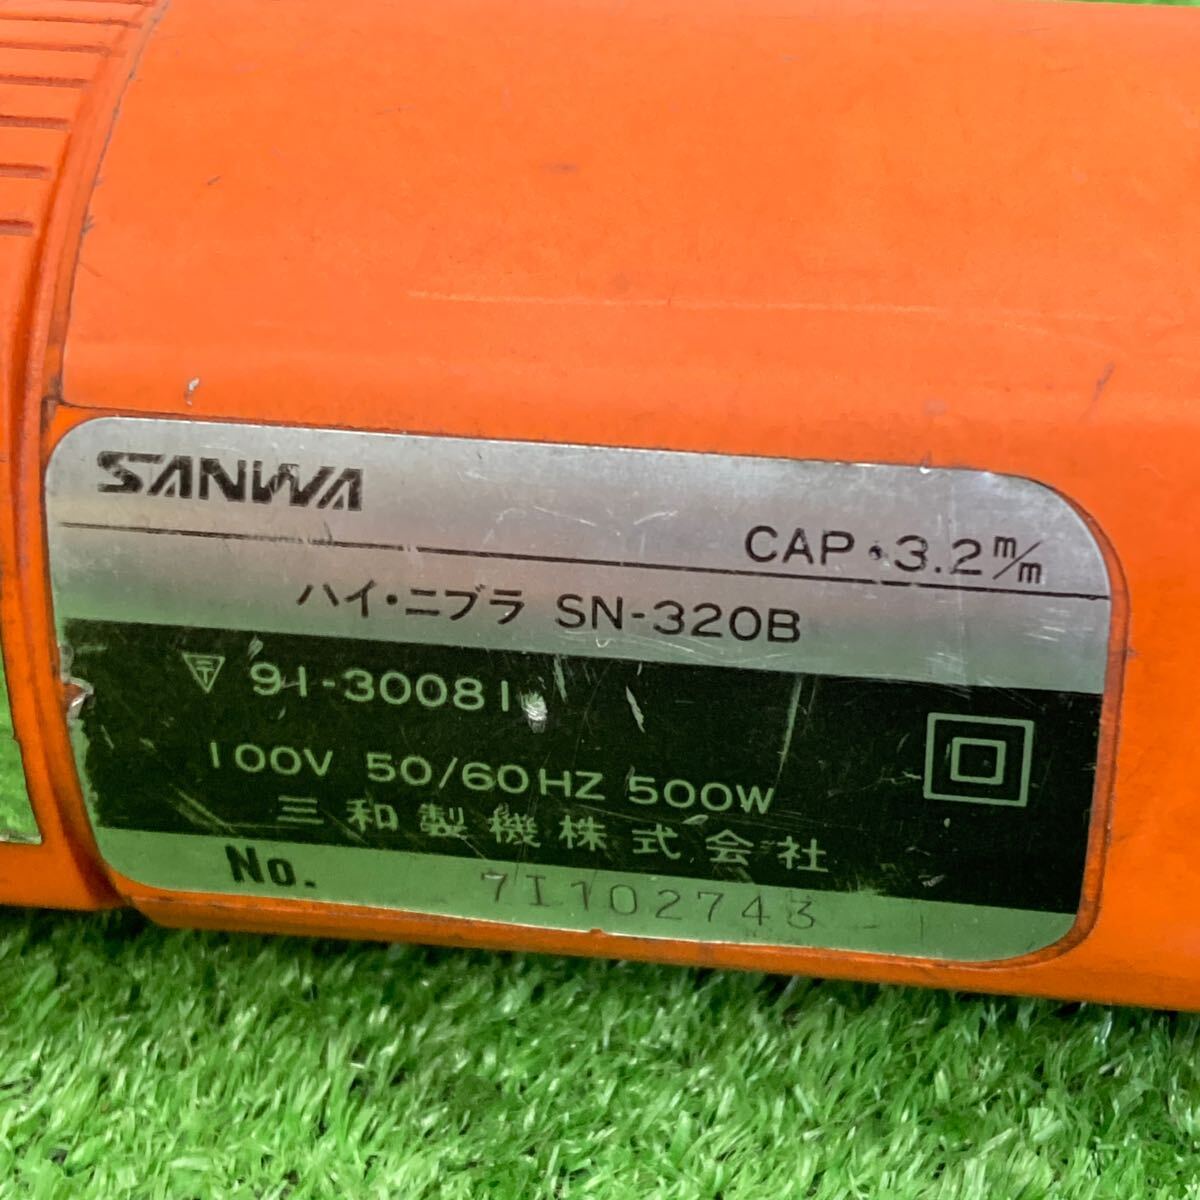 SANWA
CAP・3.2 m/m
ハイ・ニブラ SN-320B
〒 91-30081
100V 50/60HZ 500W
三和製機株式会社
No. 7I102743